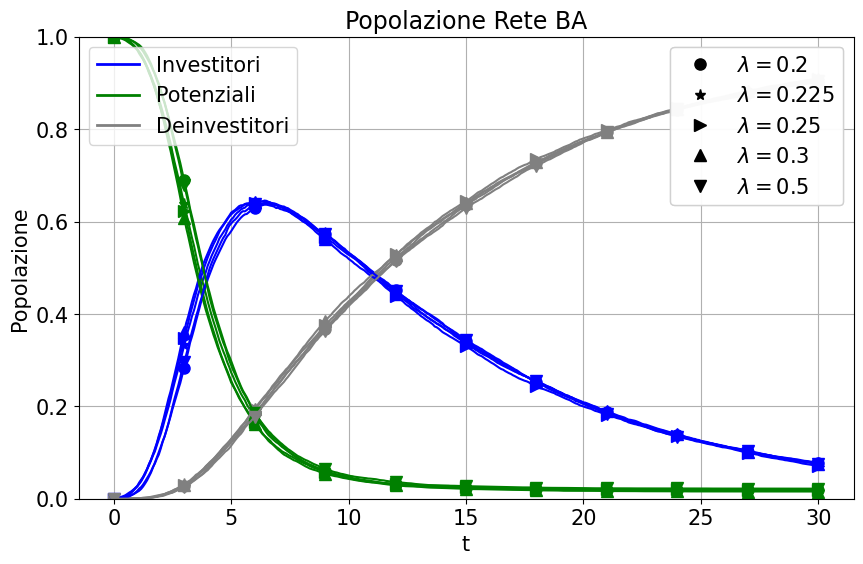 Popolazione Rete BA
Popolazione
1.0
0.8
0.6
0.4
0.2
0.0
Investitori
Potenziali
Deinvestitori
λ = 0.2
λ = 0.225
λ = 0.25
λ = 0.3
λ = 0.5
0 5 10 15 20 25 30
t